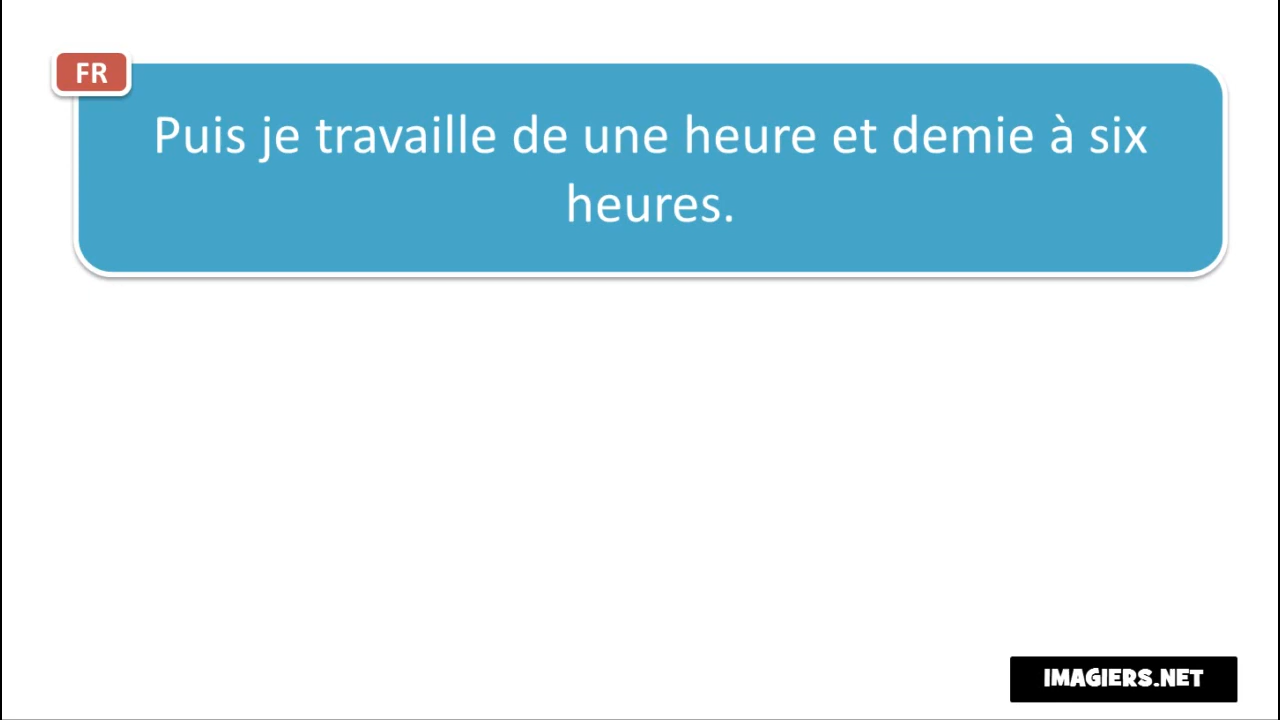 FR
Puis je travaille de une heure et demie à six
heures.
IMAGIERS.NET